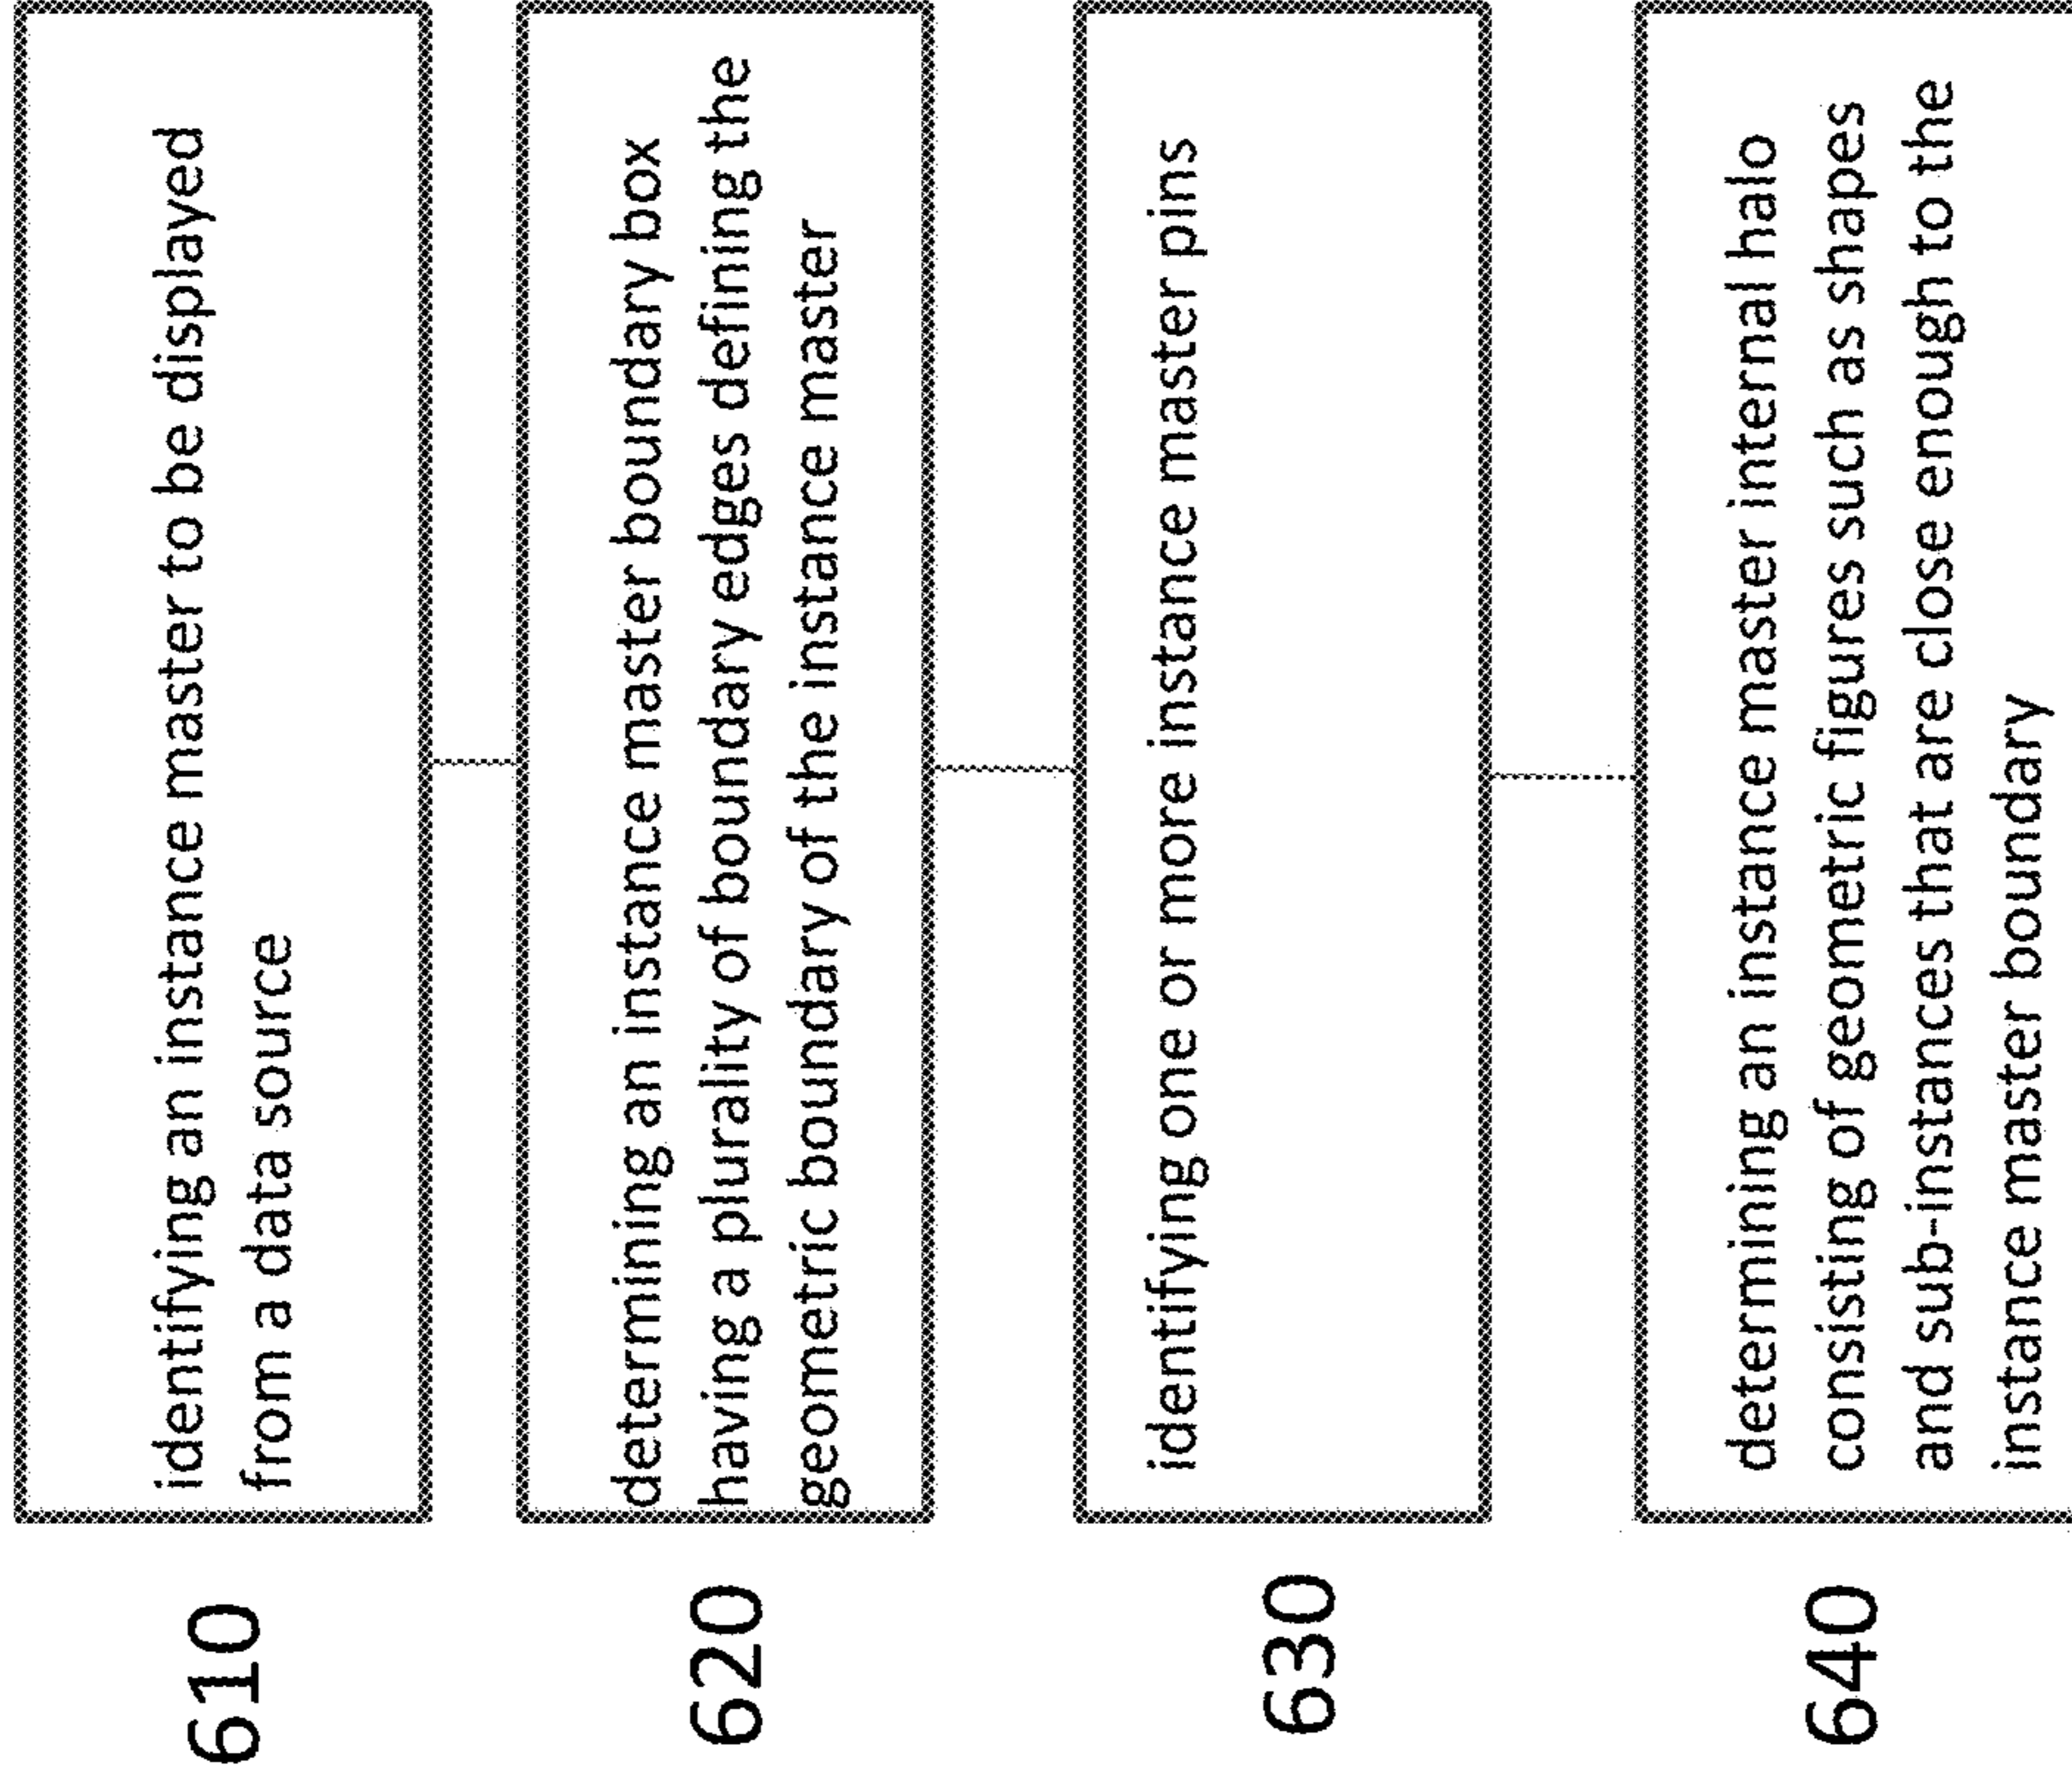 610
identifying an instance master to be displayed
from a data source
620
determining an instance master boundary box
having a plurality of boundary edges defining the
geometric boundary of the instance master
630
identifying one or more instance master pins
640
determining an instance master internal halo
consisting of geometric figures such as shapes
and sub-instances that are close enough to the
instance master boundary